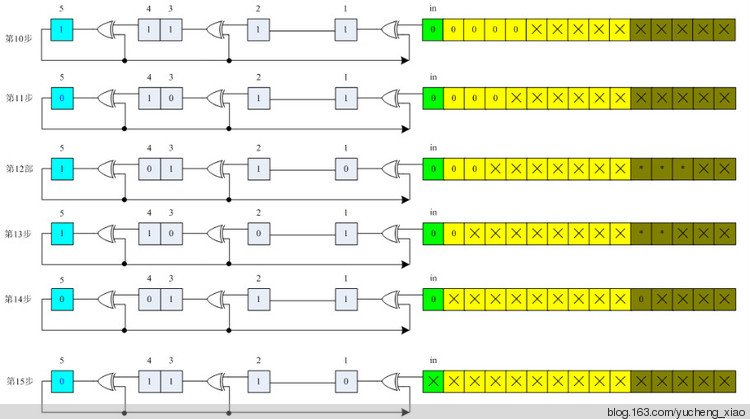 5 4 3 2 1 in
第10步 1 1 1 1 1 0 0 0 0 0 × × × × × × × × × ×
5 4 3 2 1 in
第11步 0 1 0 1 1 0 0 0 0 × × × × × × × × × × ×
5 4 3 2 1 in
第12部 1 0 1 1 0 0 0 0 × × × × × × × * * * × ×
5 4 3 2 1 in
第13步 1 1 0 0 1 0 0 × × × × × × × × * * × × ×
5 4 3 2 1 in
第14步 0 0 1 1 1 0 × × × × × × × × × 0 × × × ×
5 4 3 2 1 in
第15步 0 1 1 1 0 × × × × × × × × × × × × × × ×
blog.163.com/yucheng_xiao